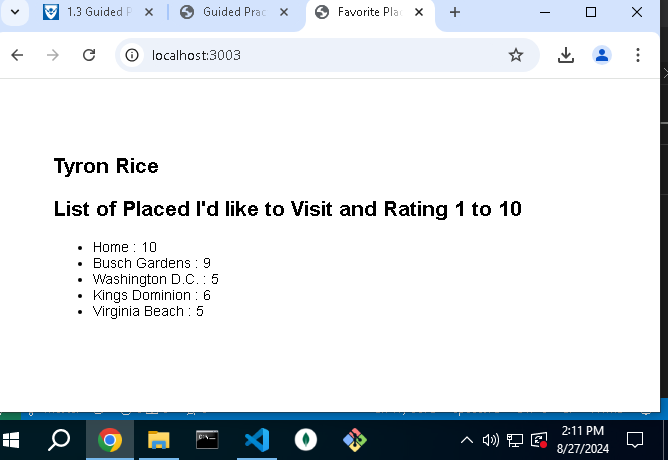 1.3 Guided P
Guided Prac
Favorite Pla
localhost:3003
Tyron Rice
List of Placed I'd like to Visit and Rating 1 to 10
Home : 10
Busch Gardens : 9
Washington D.C. : 5
Kings Dominion : 6
Virginia Beach : 5
2:11 PM
8/27/2024